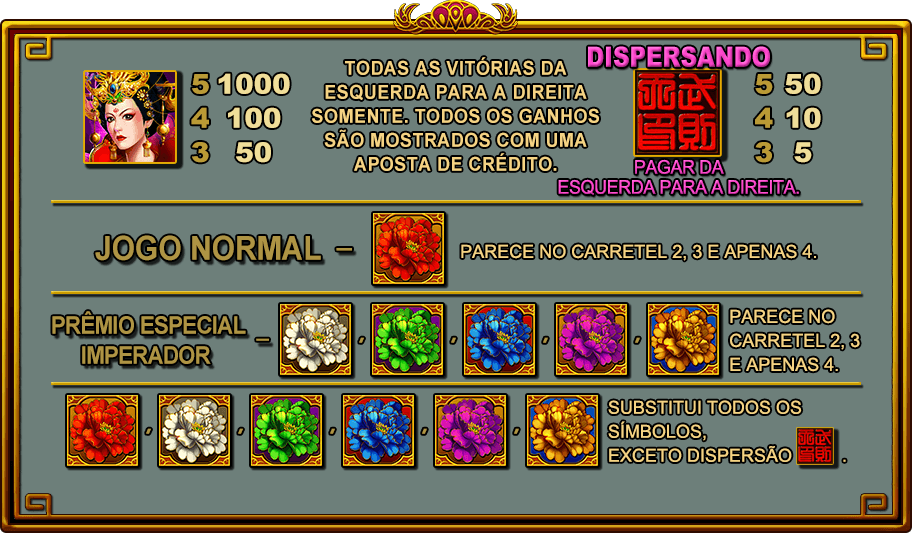 5 1000
4 100
3 50
TODAS AS VITÓRIAS DA
ESQUERDA PARA A DIREITA
SOMENTE. TODOS OS GANHOS
SÃO MOSTRADOS COM UMA
APOSTA DE CRÉDITO.
DISPERSANDO
5 50
4 10
3 5
PAGAR DA
ESQUERDA PARA A DIREITA.
JOGO NORMAL –
PARECE NO CARRETEL 2, 3 E APENAS 4.
PRÊMIO ESPECIAL
IMPERADOR –
, , , ,
PARECE NO
CARRETEL 2, 3
E APENAS 4.
, , , , ,
SUBSTITUI TODOS OS
SÍMBOLOS,
EXCETO DISPERSÃO .